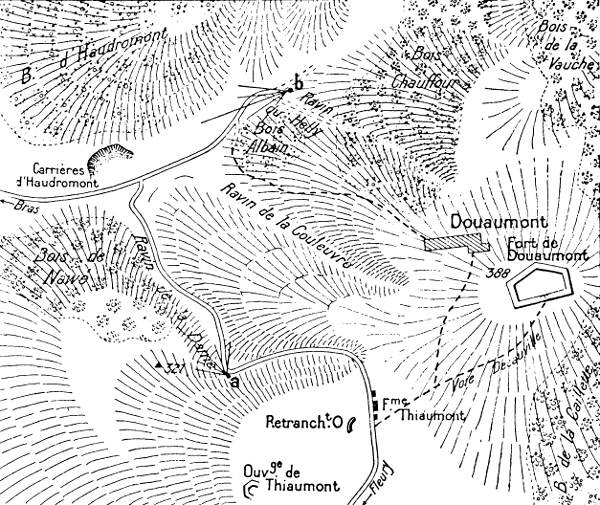 B. d'Haudromont
Bois
de la
Vauche
Bois
Chauffour
b
Ravin
du Helly
Bois
Albain
Carrières
d'Haudromont
Bras
Ravin de la Couleuvre
Douaumont
Fort de
Douaumont
388
Bois de
Nawé
Ravin de la Dame
321
a
Voie Decauville
Fme
Thiaumont
Retrancht. O
Ouvge de
Thiaumont
Fleury
B. de la Caillette